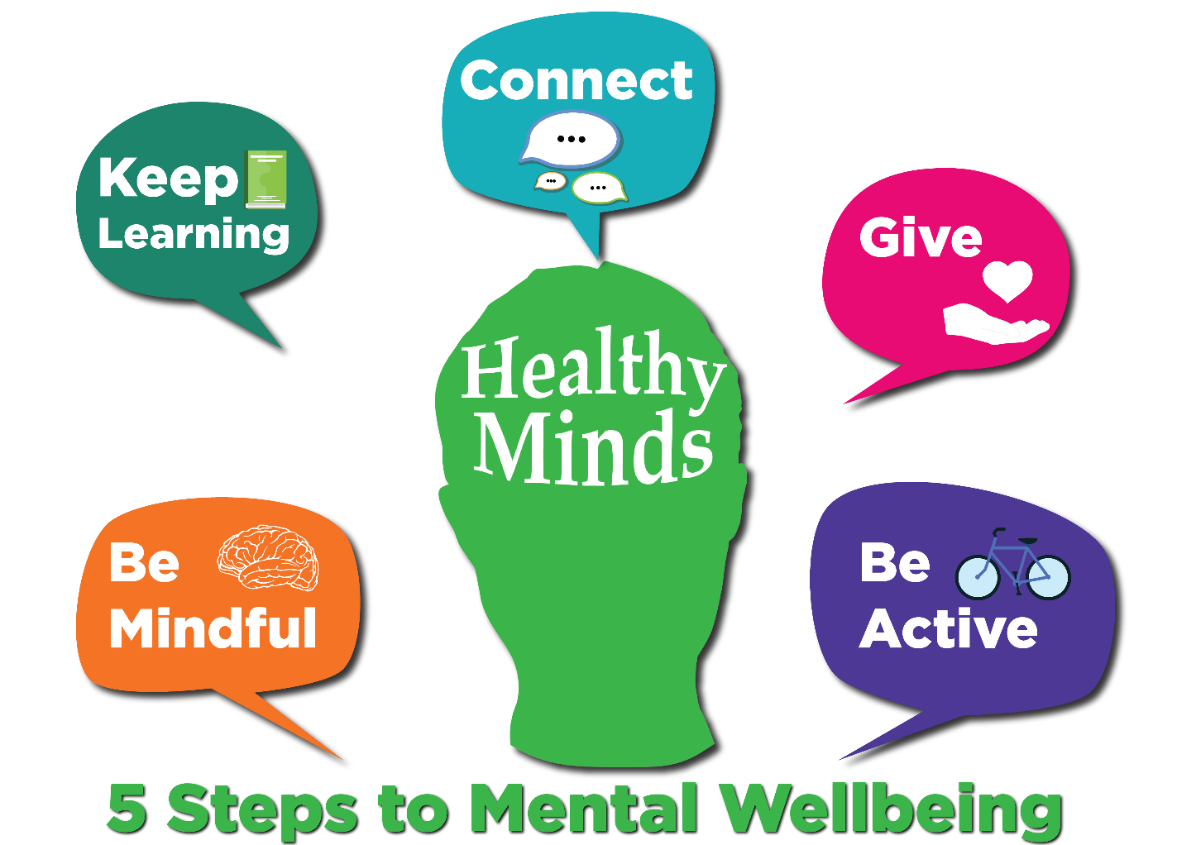 Connect
Keep
Learning
Give
Healthy
Minds
Be
Mindful
Be
Active
5 Steps to Mental Wellbeing